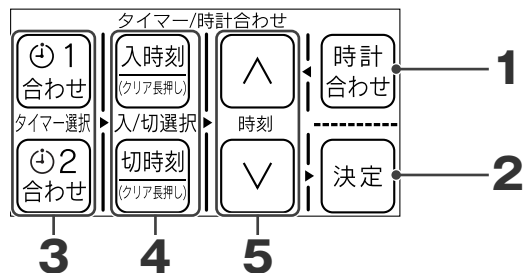 タイマー/時計合わせ
1
合わせ
タイマー選択
2
合わせ
入時刻
(クリア長押し)
入/切選択
切時刻
(クリア長押し)
時刻
時計
合わせ
決定
1
2
3
4
5